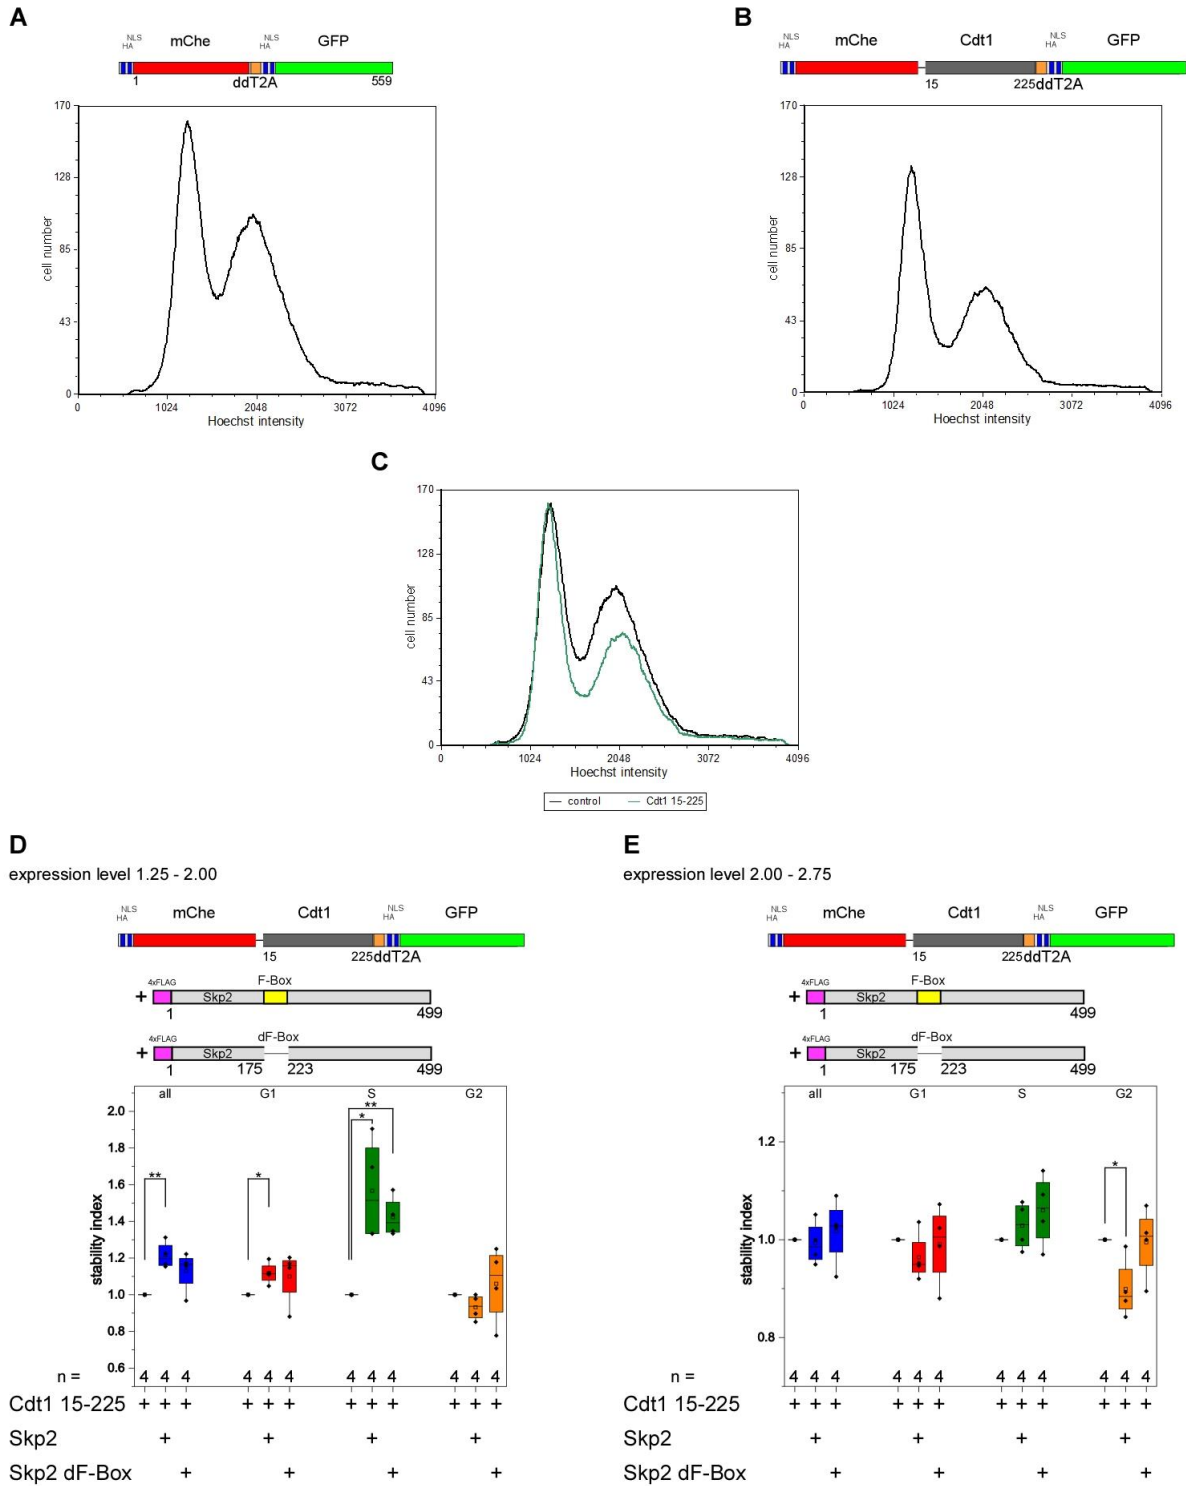 A
NLS
HA
mChe
NLS
HA
GFP
1
ddT2A
559
170
128
85
43
0
cell number
0
1024
2048
3072
4096
Hoechst intensity
B
NLS
HA
mChe
Cdt1
NLS
HA
GFP
15
225ddT2A
170
128
85
43
0
cell number
0
1024
2048
3072
4096
Hoechst intensity
C
170
128
85
43
0
cell number
0
1024
2048
3072
4096
Hoechst intensity
control
Cdt1 15-225
D
expression level 1.25 - 2.00
NLS
HA
mChe
Cdt1
NLS
HA
GFP
15
225ddT2A
4xFLAG
F-Box
+
Skp2
1
499
4xFLAG
dF-Box
+
Skp2
1
175
223
499
all
G1
S
G2
2.0
1.8
1.6
1.4
1.2
1.0
0.8
0.6
stability index
**
*
*
**
n =
4 4 4
4 4 4
4 4 4
4 4 4
Cdt1 15-225
+ + +
+ + +
+ + +
+ + +
Skp2
+
+
+
+
Skp2 dF-Box
+
+
+
+
E
expression level 2.00 - 2.75
NLS
HA
mChe
Cdt1
NLS
HA
GFP
15
225ddT2A
4xFLAG
F-Box
+
Skp2
1
499
4xFLAG
dF-Box
+
Skp2
1
175
223
499
all
G1
S
G2
1.2
1.0
0.8
stability index
*
n =
4 4 4
4 4 4
4 4 4
4 4 4
Cdt1 15-225
+ + +
+ + +
+ + +
+ + +
Skp2
+
+
+
+
Skp2 dF-Box
+
+
+
+